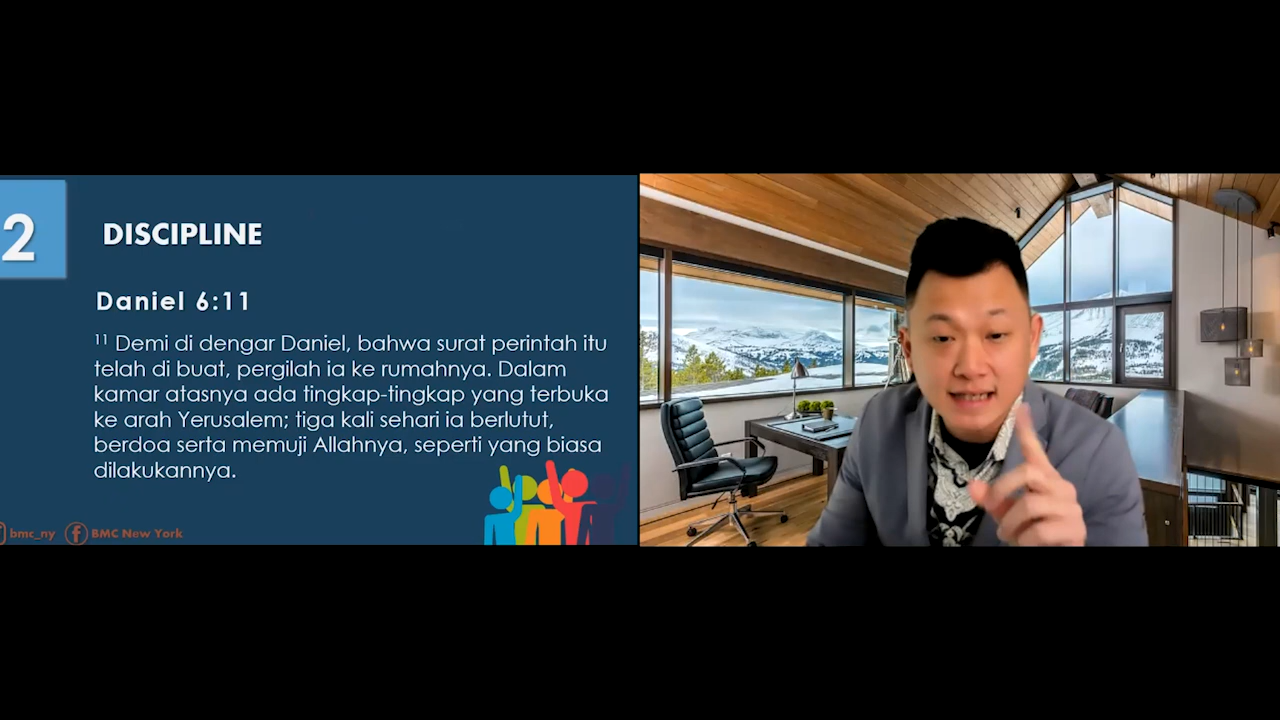 2
DISCIPLINE
Daniel 6:11
11 Demi di dengar Daniel, bahwa surat perintah itu
telah di buat, pergilah ia ke rumahnya. Dalam
kamar atasnya ada tingkap-tingkap yang terbuka
ke arah Yerusalem; tiga kali sehari ia berlutut,
berdoa serta memuji Allahnya, seperti yang biasa
dilakukannya.
bmc_ny f BMC New York